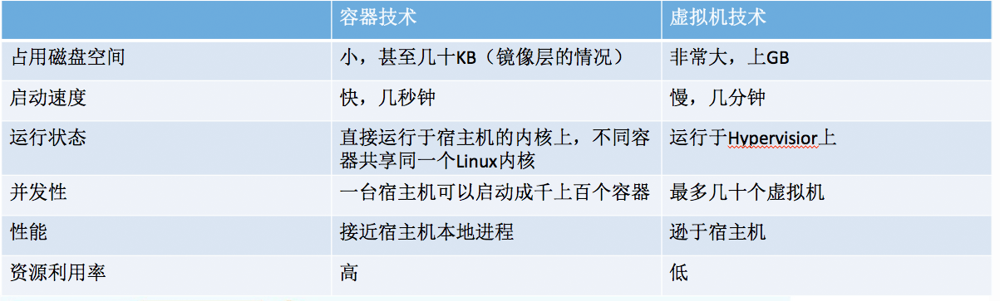 容器技术 虚拟机技术
占用磁盘空间 小，甚至几十KB（镜像层的情况） 非常大，上GB
启动速度 快，几秒钟 慢，几分钟
运行状态 直接运行于宿主机的内核上，不同容 运行于Hypervisior上
器共享同一个Linux内核
并发性 一台宿主机可以启动成千上百个容器 最多几十个虚拟机
性能 接近宿主机本地进程 逊于宿主机
资源利用率 高 低